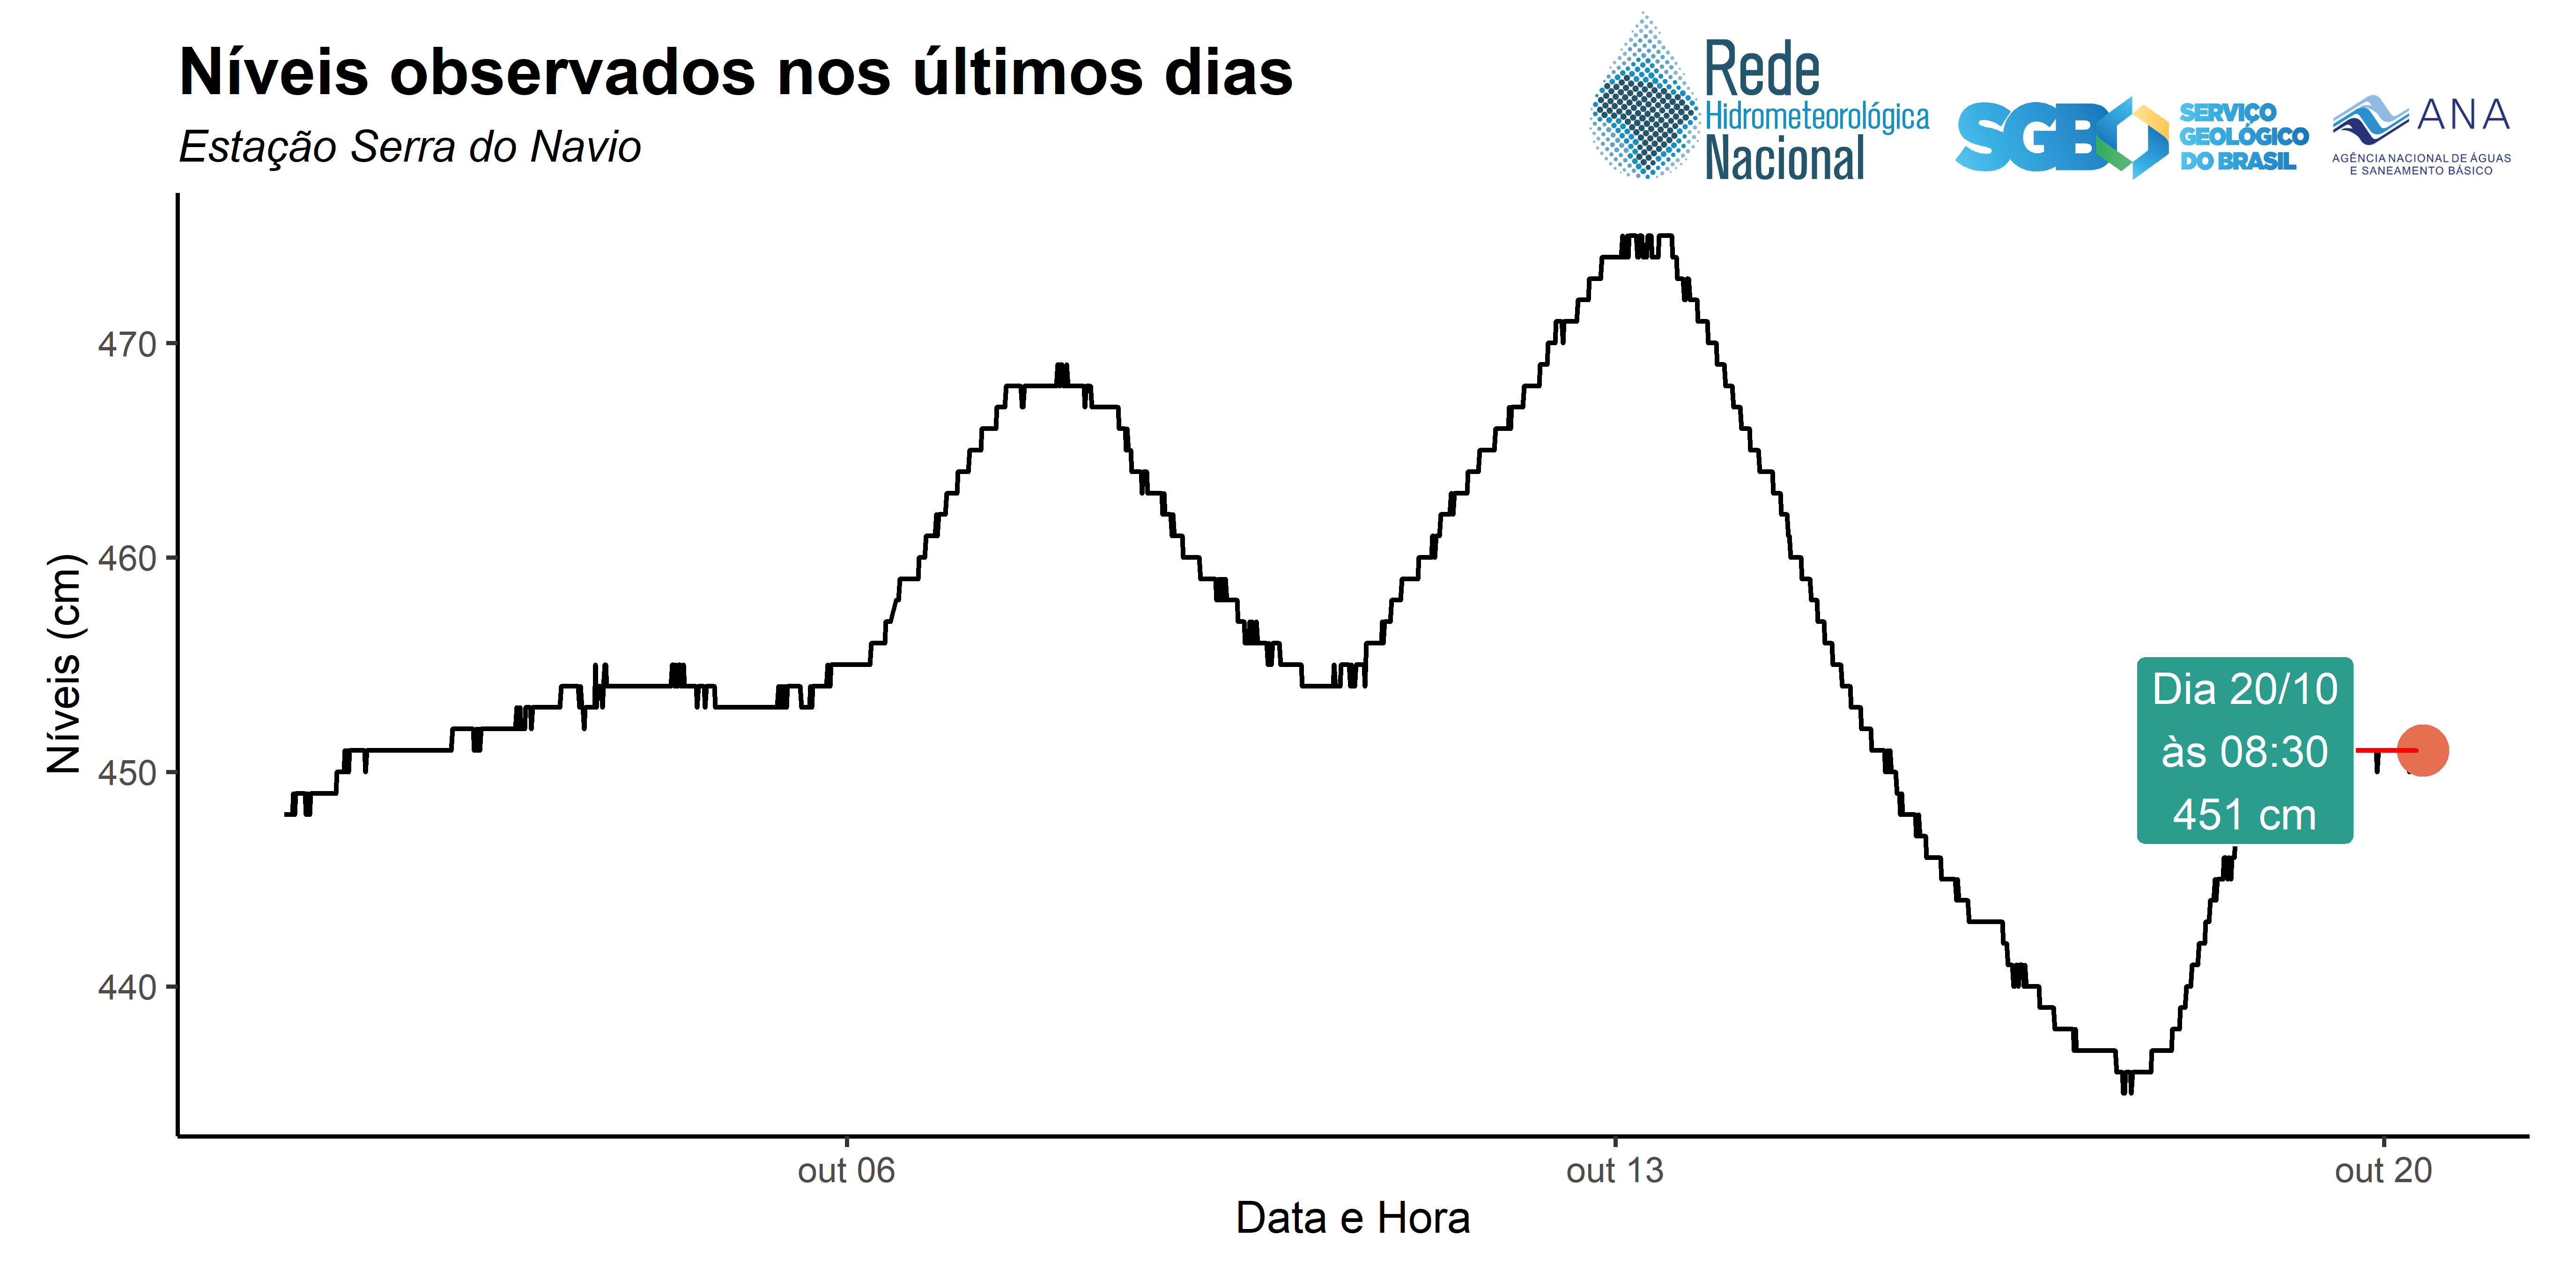 Níveis observados nos últimos dias
Estação Serra do Navio
Rede
Hidrometeorológica
Nacional
SGB
SERVIÇO
GEOLÓGICO
DO BRASIL
ANA
AGÊNCIA NACIONAL DE ÁGUAS
E SANEAMENTO BÁSICO
Níveis (cm)
470
460
450
440
Dia 20/10
às 08:30
451 cm
out 06
out 13
out 20
Data e Hora